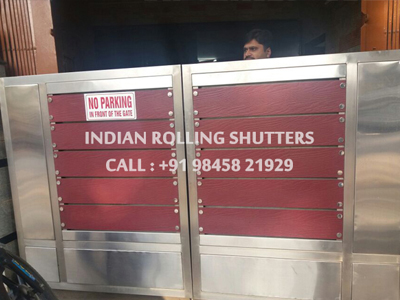 NO PARKING
IN FRONT OF THE GATE
INDIAN ROLLING SHUTTERS
CALL : +91 98458 21929